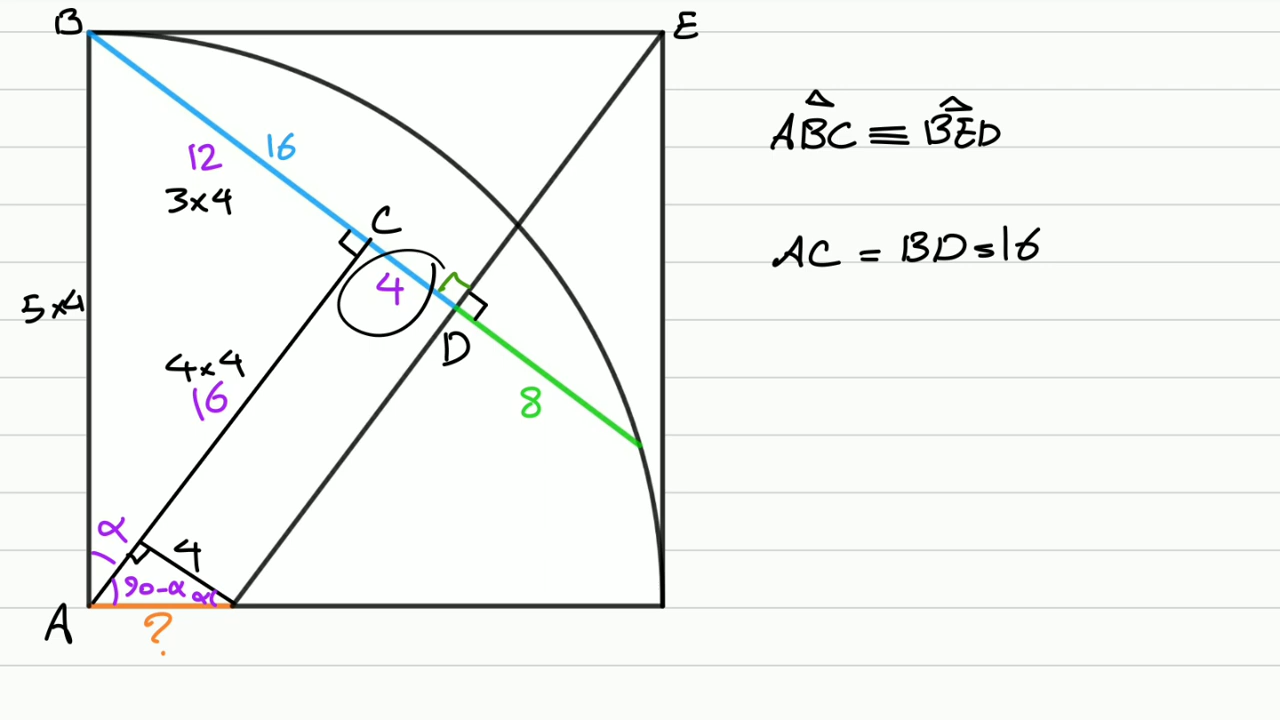 B
E
ABC ≡ BED
12
16
3×4
C
AC = BD = 16
4
5×4
D
4×4
16
8
α
4
90-α
α
A
?